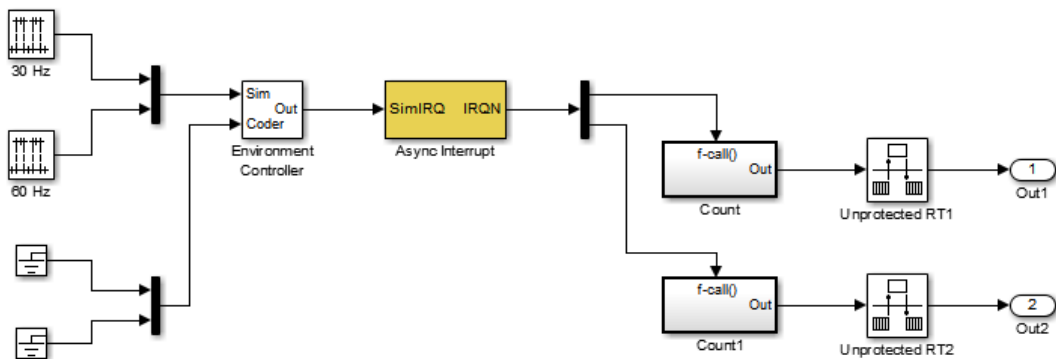 30 Hz
60 Hz
Sim
Out
Coder
Environment
Controller
SimIRQ IRQN
Async Interrupt
f-call()
Out
Count
Unprotected RT1
1
Out1
f-call()
Out
Count1
Unprotected RT2
2
Out2